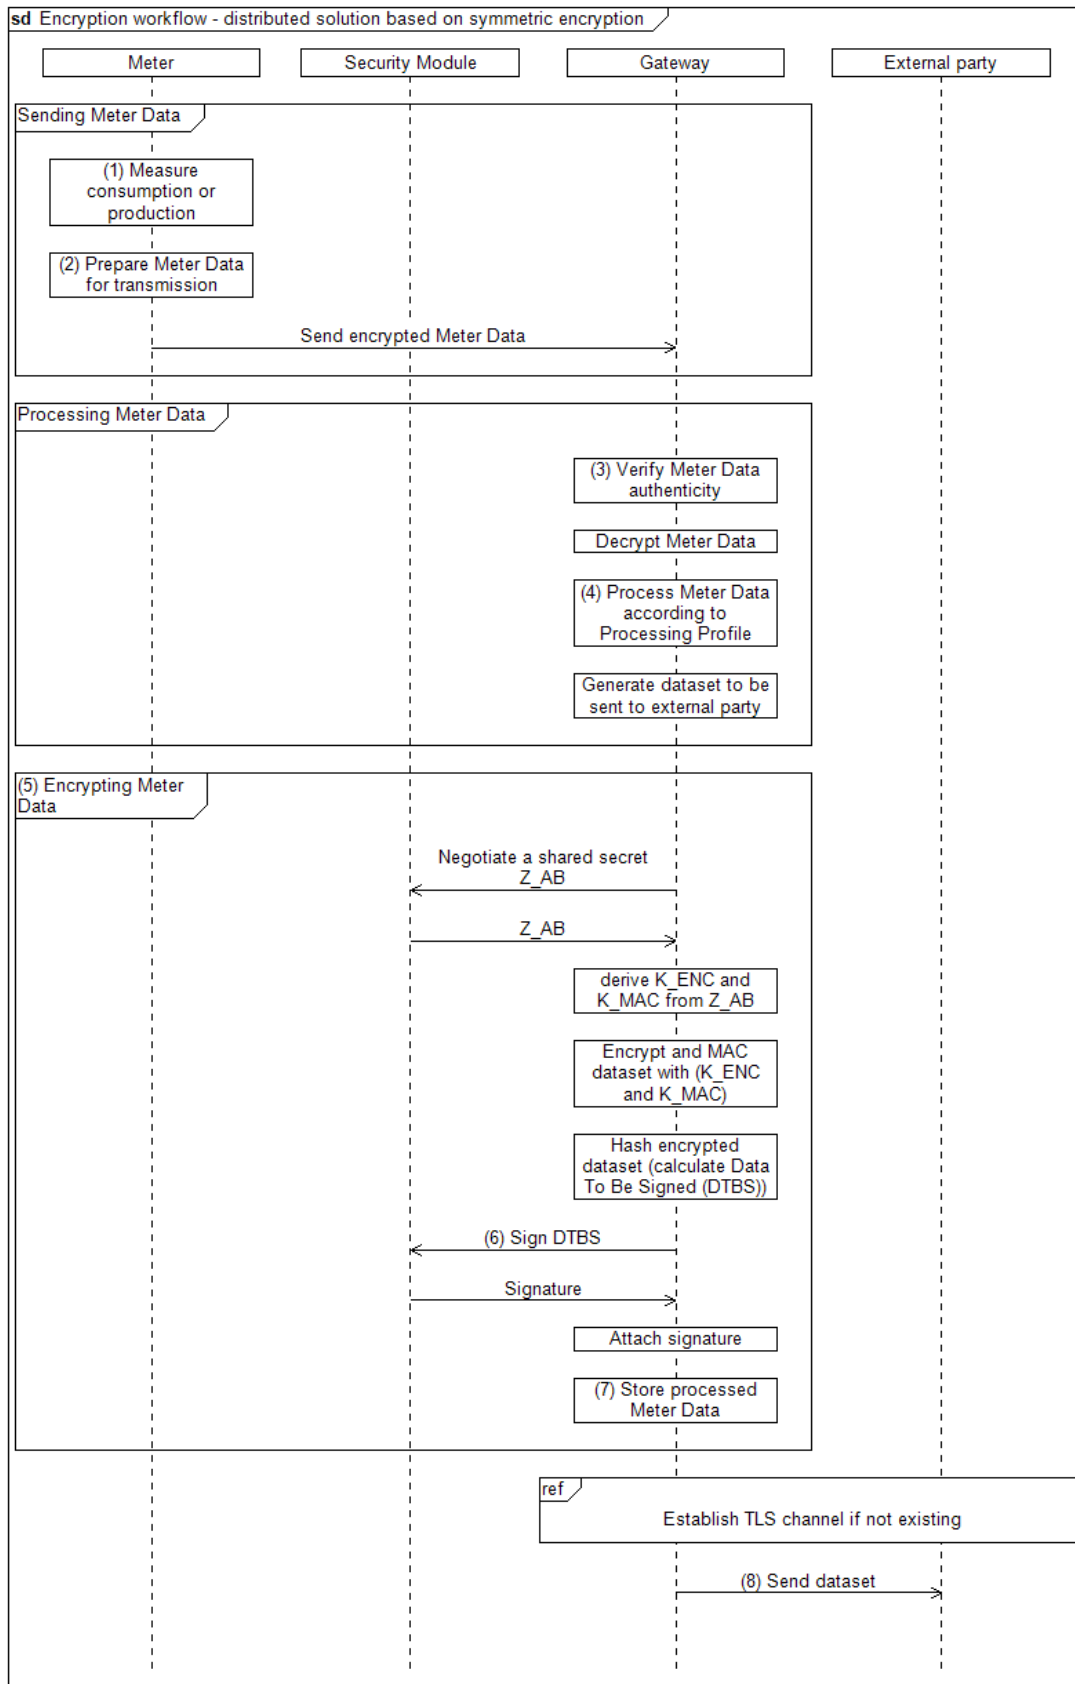 sd Encryption workflow - distributed solution based on symmetric encryption
Meter
Security Module
Gateway
External party
Sending Meter Data
(1) Measure
consumption or
production
(2) Prepare Meter Data
for transmission
Send encrypted Meter Data
Processing Meter Data
(3) Verify Meter Data
authenticity
Decrypt Meter Data
(4) Process Meter Data
according to
Processing Profile
Generate dataset to be
sent to external party
(5) Encrypting Meter
Data
Negotiate a shared secret
Z_AB
Z_AB
derive K_ENC and
K_MAC from Z_AB
Encrypt and MAC
dataset with (K_ENC
and K_MAC)
Hash encrypted
dataset (calculate Data
To Be Signed (DTBS))
(6) Sign DTBS
Signature
Attach signature
(7) Store processed
Meter Data
ref
Establish TLS channel if not existing
(8) Send dataset